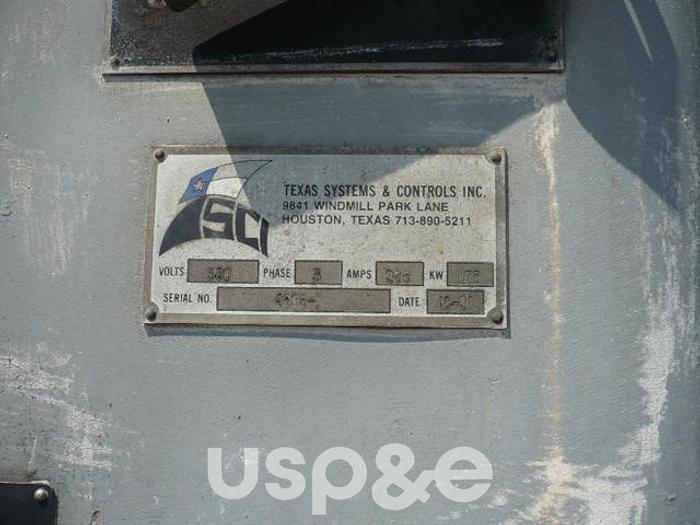 TEXAS SYSTEMS & CONTROLS INC.
9841 WINDMILL PARK LANE
HOUSTON, TEXAS 713-890-5211
SCI
VOLTS PHASE 3 AMPS KW
SERIAL NO. DATE
usp&e